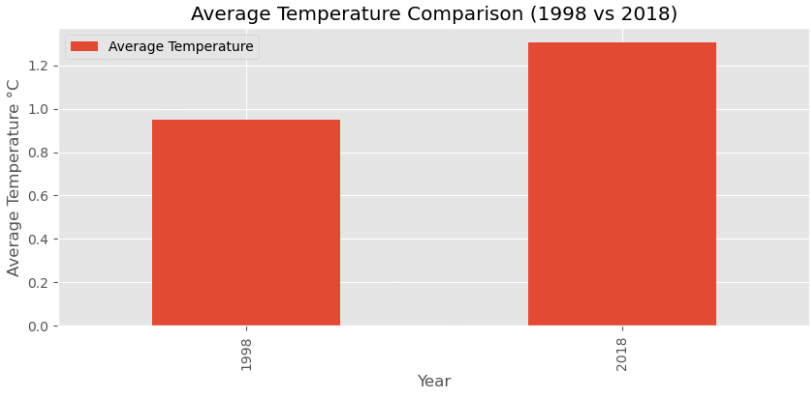 Average Temperature Comparison (1998 vs 2018)
Average Temperature
Average Temperature °C
1.2
1.0
0.8
0.6
0.4
0.2
0.0
1998
2018
Year